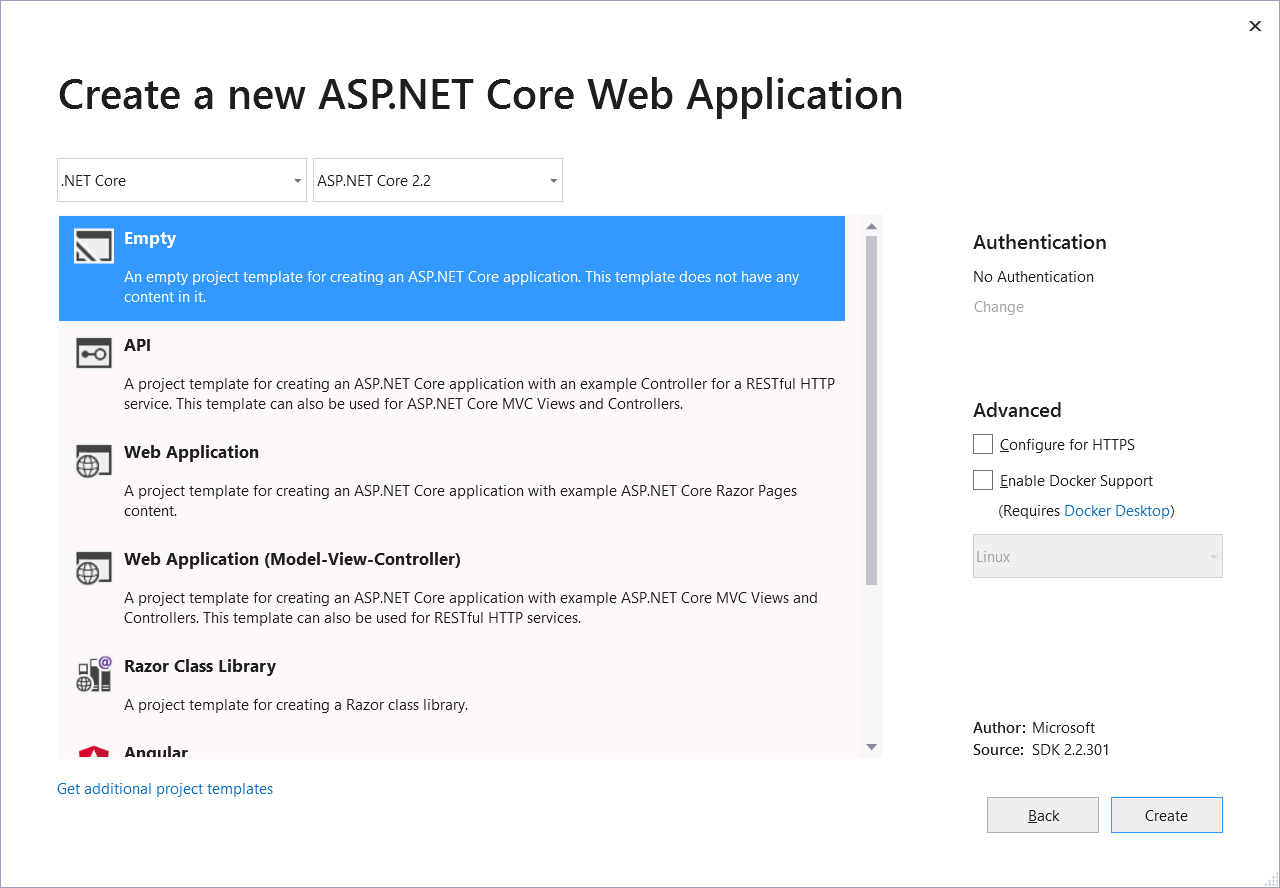 Create a new ASP.NET Core Web Application
.NET Core
ASP.NET Core 2.2
Empty
An empty project template for creating an ASP.NET Core application. This template does not have any
content in it.
API
A project template for creating an ASP.NET Core application with an example Controller for a RESTful HTTP
service. This template can also be used for ASP.NET Core MVC Views and Controllers.
Web Application
A project template for creating an ASP.NET Core application with example ASP.NET Core Razor Pages
content.
Web Application (Model-View-Controller)
A project template for creating an ASP.NET Core application with example ASP.NET Core MVC Views and
Controllers. This template can also be used for RESTful HTTP services.
Razor Class Library
A project template for creating a Razor class library.
Angular
Get additional project templates
Authentication
No Authentication
Change
Advanced
Configure for HTTPS
Enable Docker Support
(Requires Docker Desktop)
Linux
Author: Microsoft
Source: SDK 2.2.301
Back
Create